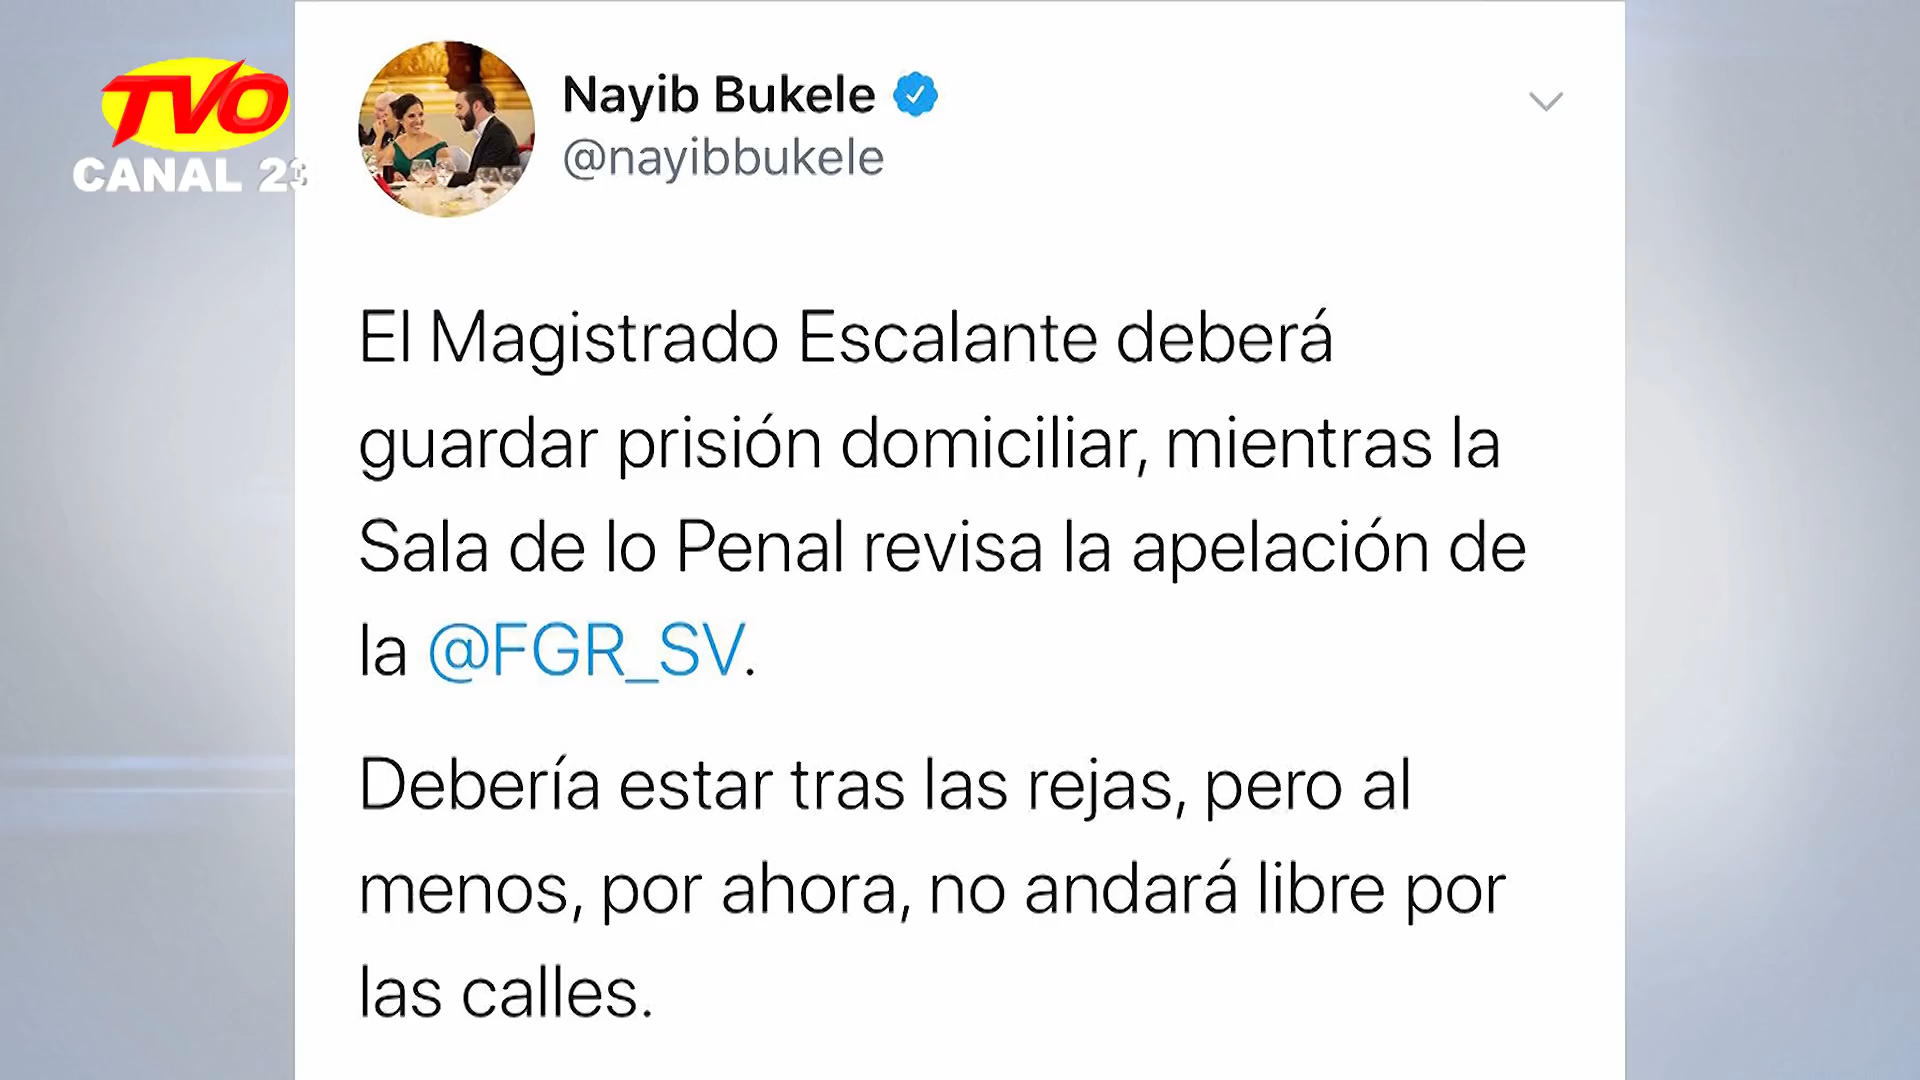 TVO
CANAL 23
Nayib Bukele
@nayibbukele
El Magistrado Escalante deberá
guardar prisión domiciliar, mientras la
Sala de lo Penal revisa la apelación de
la @FGR_SV.
Debería estar tras las rejas, pero al
menos, por ahora, no andará libre por
las calles.